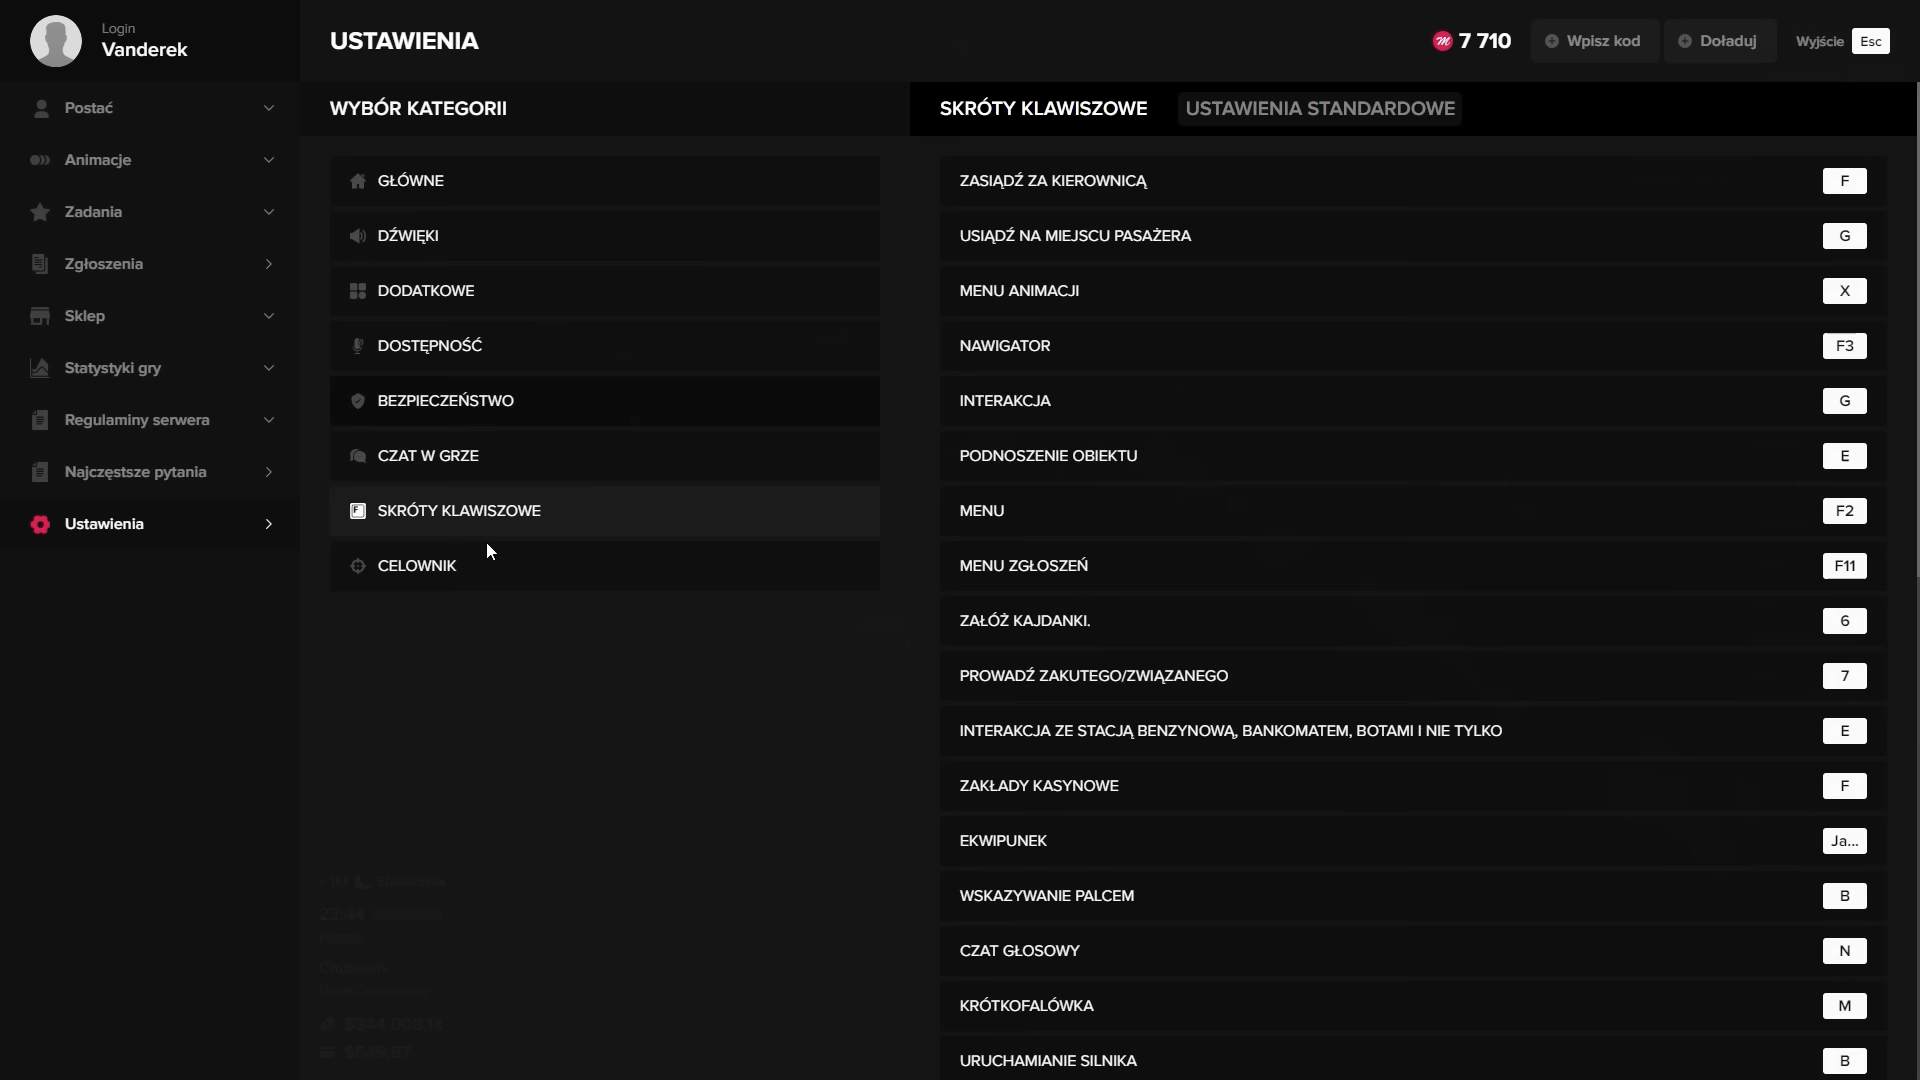 Login
Vanderek
USTAWIENIA
7 710
Wpisz kod
Doładuj
Wyjście
Esc
Postać
Animacje
Zadania
Zgłoszenia
Sklep
Statystyki gry
Regulaminy serwera
Najczęstsze pytania
Ustawienia
WYBÓR KATEGORII
GŁÓWNE
DŹWIĘKI
DODATKOWE
DOSTĘPNOŚĆ
BEZPIECZEŃSTWO
CZAT W GRZE
SKRÓTY KLAWISZOWE
CELOWNIK
23:44
SKRÓTY KLAWISZOWE USTAWIENIA STANDARDOWE
ZASIĄDŹ ZA KIEROWNICĄ F
USIĄDŹ NA MIEJSCU PASAŻERA G
MENU ANIMACJI X
NAWIGATOR F3
INTERAKCJA G
PODNOSZENIE OBIEKTU E
MENU F2
MENU ZGŁOSZEŃ F11
ZAŁÓŻ KAJDANKI. 6
PROWADŹ ZAKUTEGO/ZWIĄZANEGO 7
INTERAKCJA ZE STACJĄ BENZYNOWĄ, BANKOMATEM, BOTAMI I NIE TYLKO E
ZAKŁADY KASYNOWE F
EKWIPUNEK Ja...
WSKAZYWANIE PALCEM B
CZAT GŁOSOWY N
KRÓTKOFALÓWKA M
URUCHAMIANIE SILNIKA B